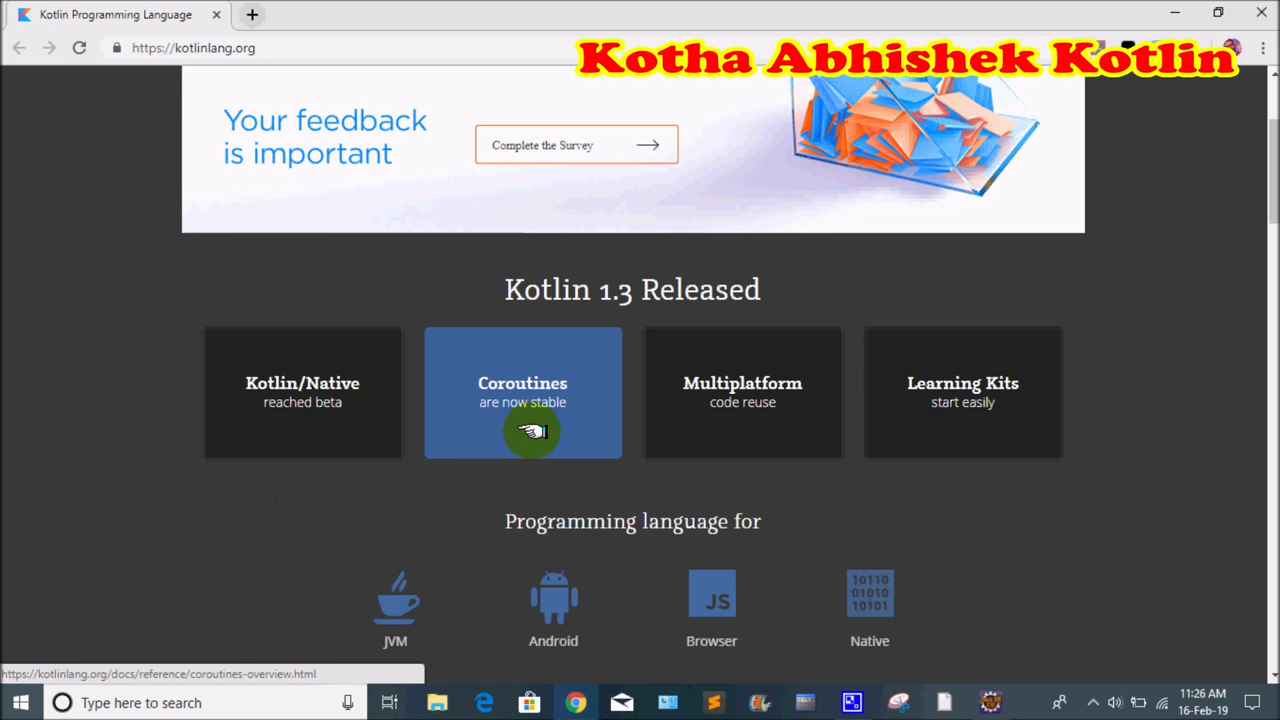 Kotlin Programming Language
https://kotlinlang.org
Kotha Abhishek Kotlin
Your feedback
is important
Complete the Survey
Kotlin 1.3 Released
Kotlin/Native
reached beta
Coroutines
are now stable
Multiplatform
code reuse
Learning Kits
start easily
Programming language for
JS
10110
01010
10101
JVM
Android
Browser
Native
https://kotlinlang.org/docs/reference/coroutines-overview.html
Type here to search
11:26 AM
16-Feb-19